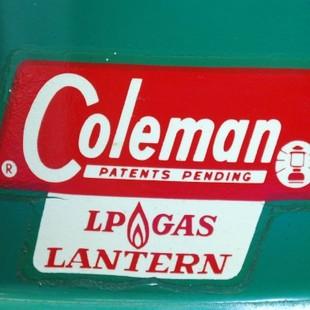 Coleman
®
PATENTS PENDING
LP GAS
LANTERN